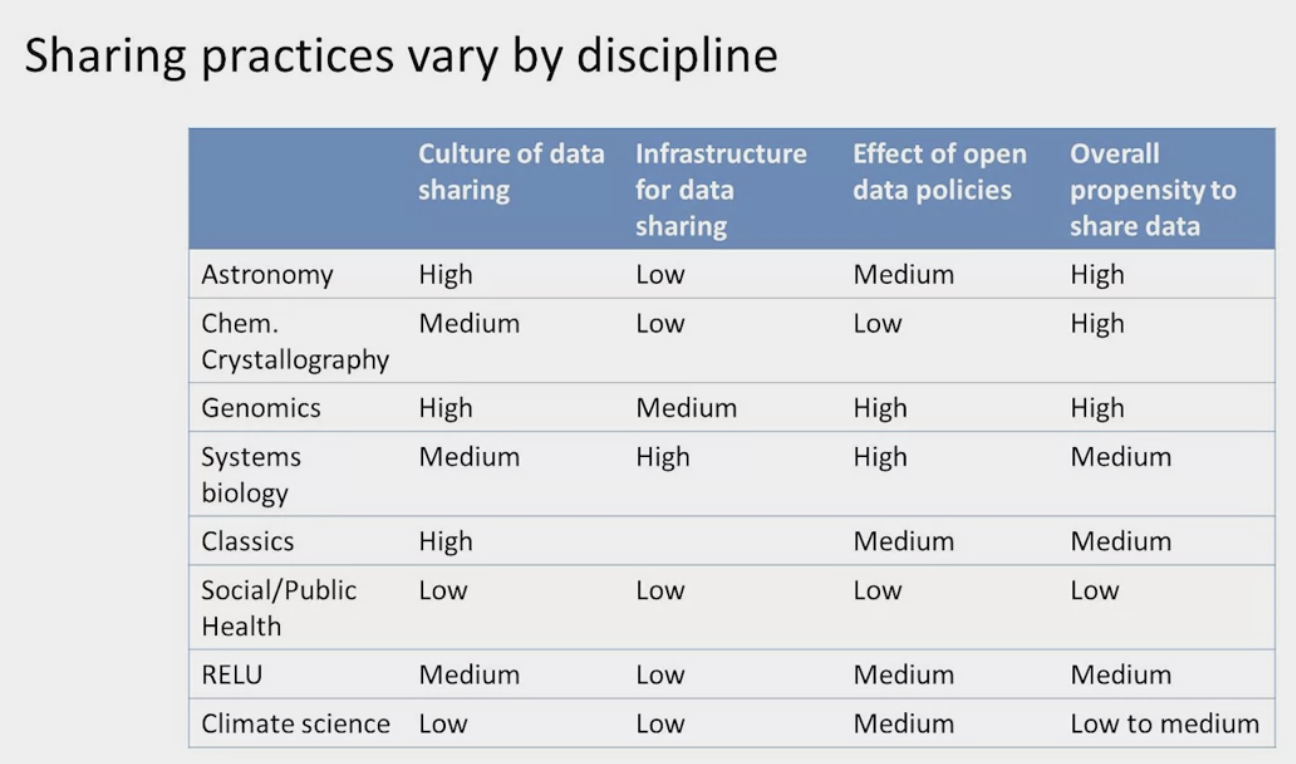 Sharing practices vary by discipline
Culture of data sharing Infrastructure for data sharing Effect of open data policies Overall propensity to share data
Astronomy High Low Medium High
Chem. Crystallography Medium Low Low High
Genomics High Medium High High
Systems biology Medium High High Medium
Classics High Medium Medium
Social/Public Health Low Low Low Low
RELU Medium Low Medium Medium
Climate science Low Low Medium Low to medium